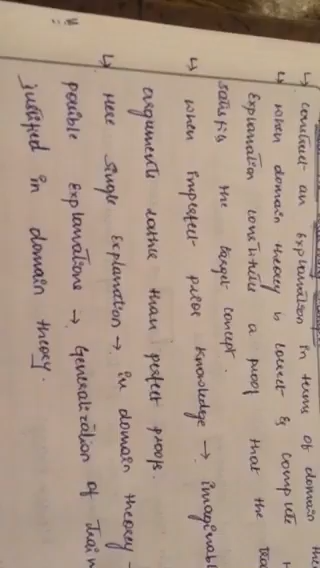 ↳ construct an explanation in terms of domain
↳ when domain theory is correct & complete
explanation constitutes a proof that the
satisfy the target concept.
↳ when imperfect prior knowledge → imaginabl
arguments rather than perfect proofs.
↳ Here single explanation → in domain theory →
possible explanations → Generalization of Train
justified in domain theory.